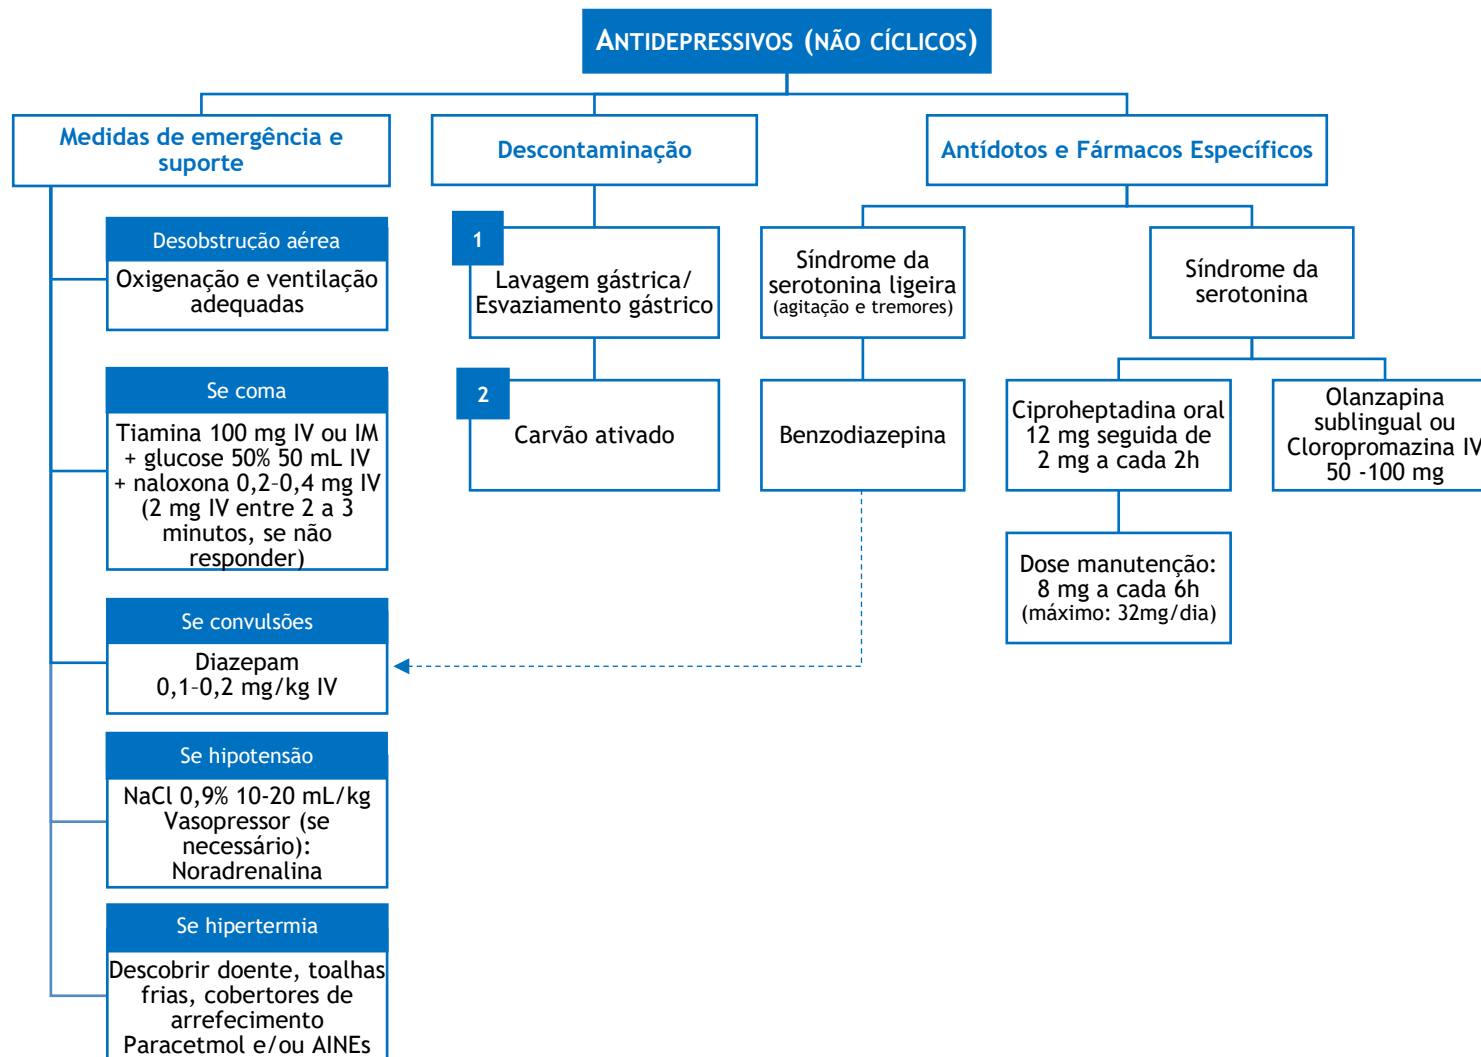 ANTIDEPRESSIVOS (NÃO CÍCLICOS)
Medidas de emergência e
suporte
Desobstrução aérea
Oxigenação e ventilação
adequadas
Se coma
Tiamina 100 mg IV ou IM
+ glucose 50% 50 mL IV
+ naloxona 0,2–0,4 mg IV
(2 mg IV entre 2 a 3
minutos, se não
responder)
Se convulsões
Diazepam
0,1–0,2 mg/kg IV
Se hipotensão
NaCl 0,9% 10-20 mL/kg
Vasopressor (se
necessário):
Noradrenalina
Se hipertermia
Descobrir doente, toalhas
frias, cobertores de
arrefecimento
Paracetmol e/ou AINEs
Descontaminação
1
Lavagem gástrica/
Esvaziamento gástrico
2
Carvão ativado
Antídotos e Fármacos Específicos
Síndrome da
serotonina ligeira
(agitação e tremores)
Benzodiazepina
Síndrome da
serotonina
Ciproheptadina oral
12 mg seguida de
2 mg a cada 2h
Dose manutenção:
8 mg a cada 6h
(máximo: 32mg/dia)
Olanzapina
sublingual ou
Cloropromazina IV
50 -100 mg